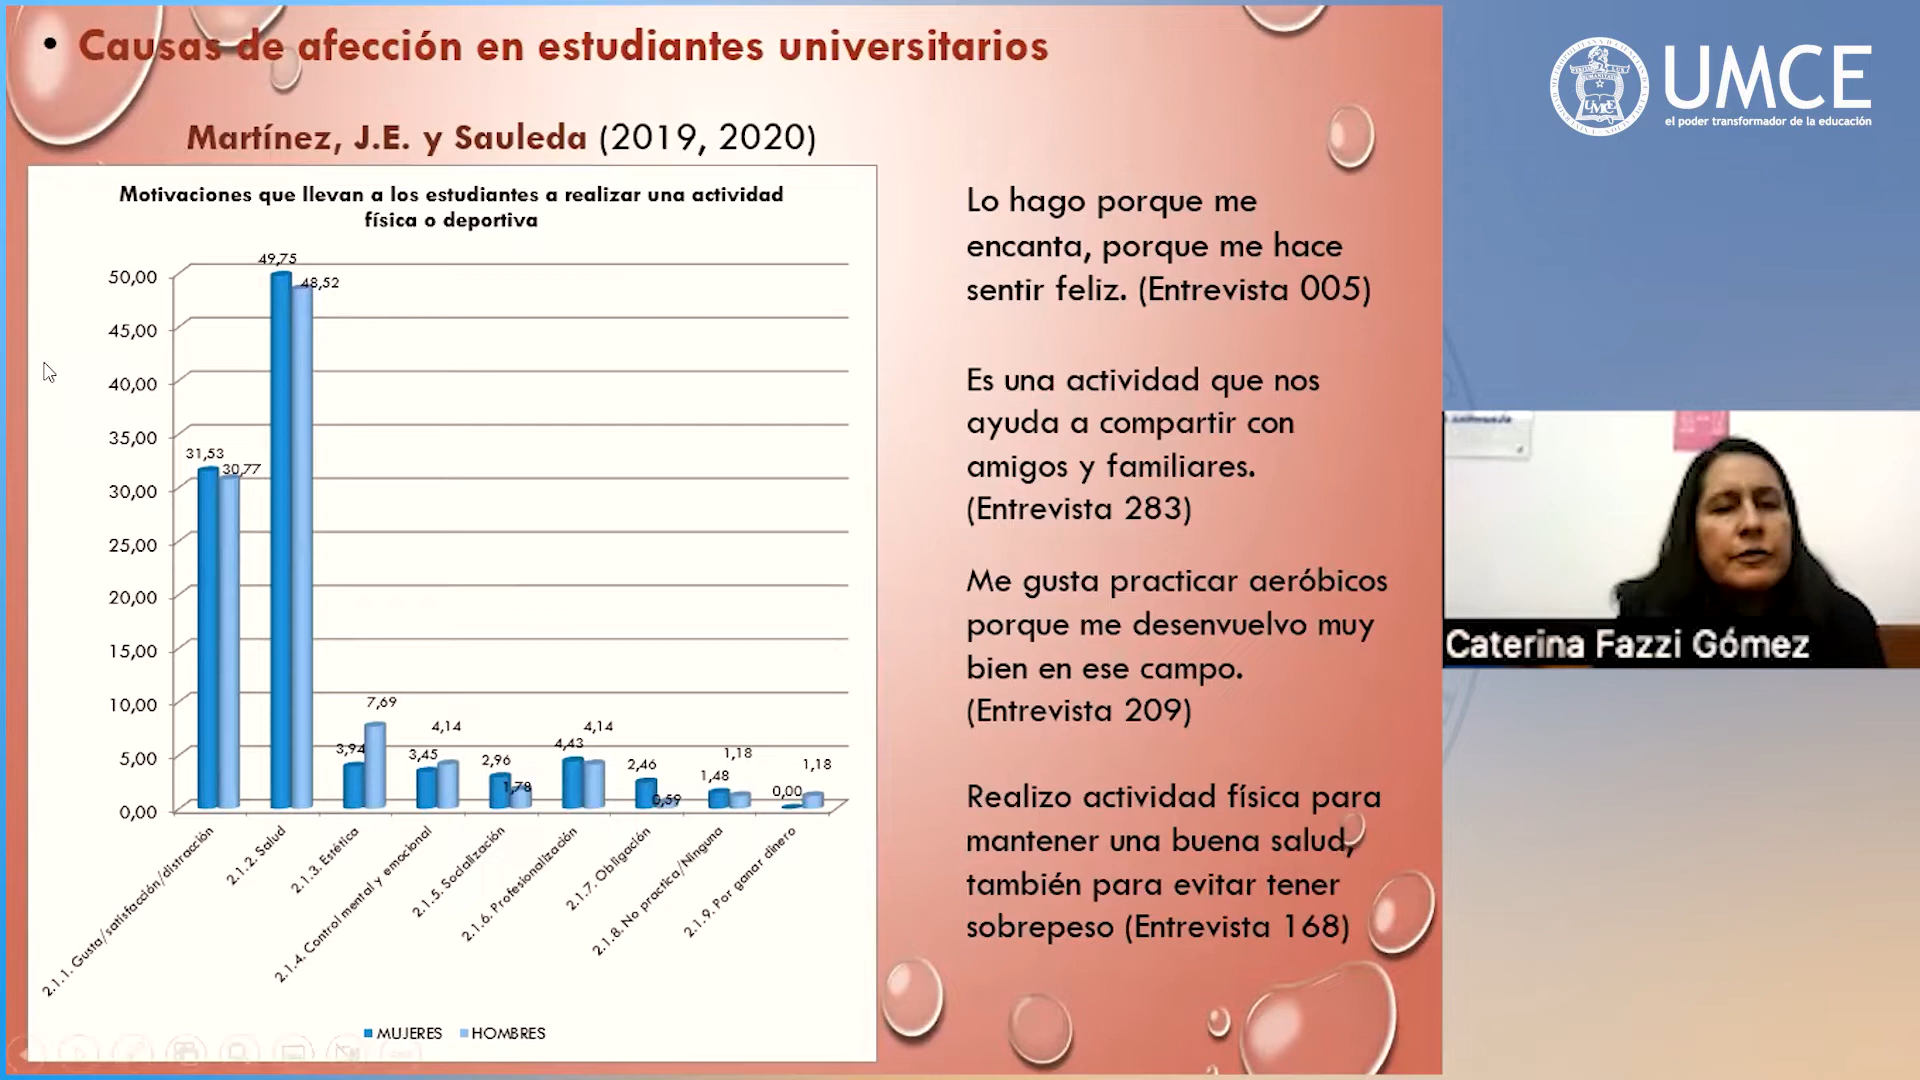 • Causas de afección en estudiantes universitarios
Martínez, J.E. y Sauleda (2019, 2020)
Motivaciones que llevan a los estudiantes a realizar una actividad
física o deportiva
50,00
45,00
40,00
35,00
30,00
25,00
20,00
15,00
10,00
5,00
0,00
31,53
30,77
49,75
48,52
3,94
7,69
3,45
4,14
2,96
1,78
4,43
4,14
2,46
0,59
1,48
1,18
0,00
1,18
2.1.1. Gusta/satisfacción/distracción
2.1.2. Salud
2.1.3. Estética
2.1.4. Control mental y emocional
2.1.5. Socialización
2.1.6. Profesionalización
2.1.7. Obligación
2.1.8. No practica/Ninguna
2.1.9. Por ganar dinero
MUJERES
HOMBRES
Lo hago porque me
encanta, porque me hace
sentir feliz. (Entrevista 005)
Es una actividad que nos
ayuda a compartir con
amigos y familiares.
(Entrevista 283)
Me gusta practicar aeróbicos
porque me desenvuelvo muy
bien en ese campo.
(Entrevista 209)
Realizo actividad física para
mantener una buena salud,
también para evitar tener
sobrepeso (Entrevista 168)
UMCE
el poder transformador de la educación
UMCE
Caterina Fazzi Gómez